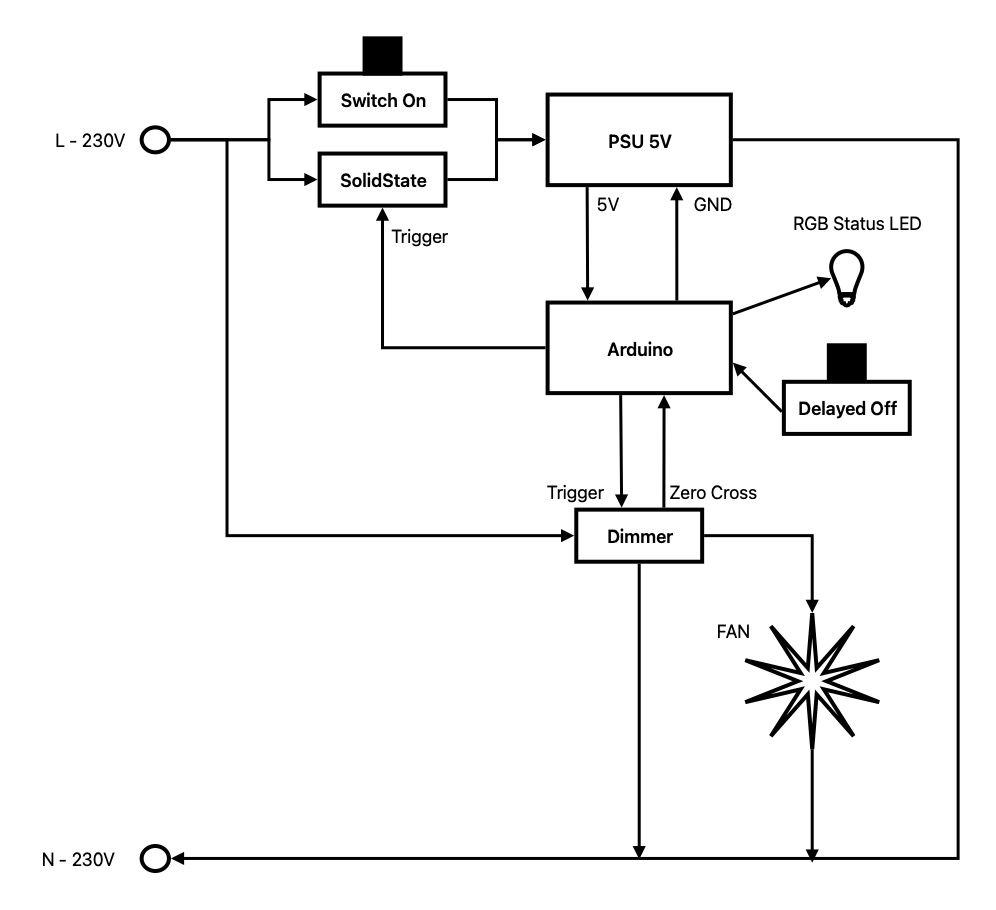 Switch On
L - 230V
PSU 5V
SolidState
5V
GND
Trigger
RGB Status LED
Arduino
Delayed Off
Trigger
Zero Cross
Dimmer
FAN
N - 230V